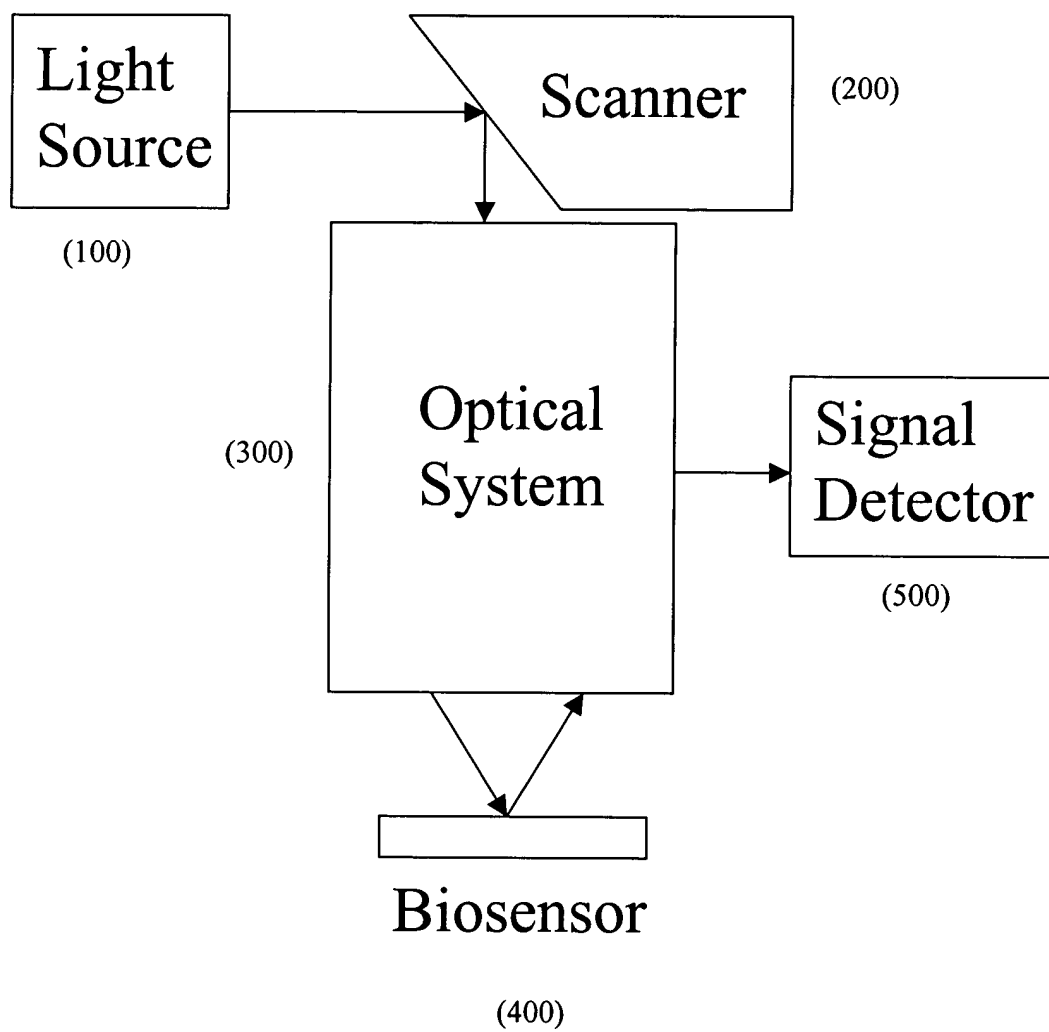 Light
Source
(100)
Scanner
(200)
Optical
System
(300)
Signal
Detector
(500)
Biosensor
(400)